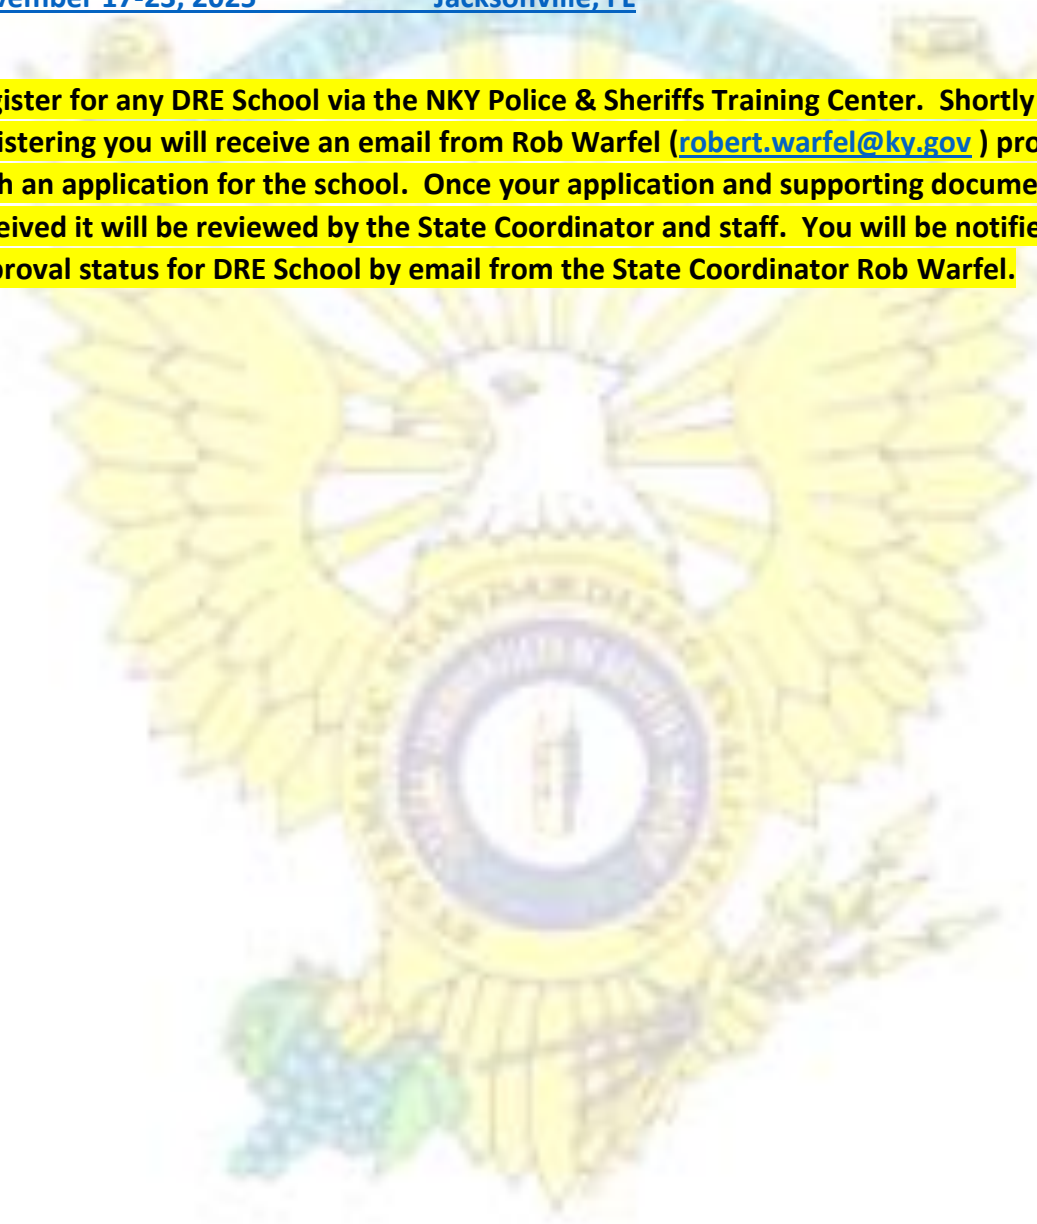 vember 17-25, 2025 Jacksonville, FL
gister for any DRE School via the NKY Police & Sheriffs Training Center. Shortly
istering you will receive an email from Rob Warfel (robert.warfel@ky.gov ) pro
h an application for the school. Once your application and supporting docume
eived it will be reviewed by the State Coordinator and staff. You will be notifie
proval status for DRE School by email from the State Coordinator Rob Warfel.